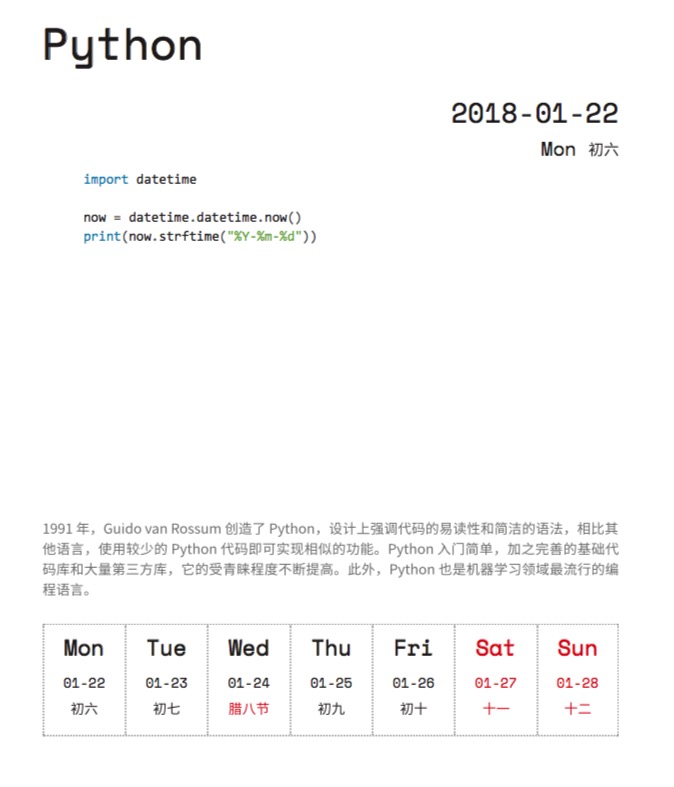 Python
2018-01-22
Mon 初六
import datetime
now = datetime.datetime.now()
print(now.strftime("%Y-%m-%d"))
1991 年，Guido van Rossum 创造了 Python，设计上强调代码的易读性和简洁的语法，相比其
他语言，使用较少的 Python 代码即可实现相似的功能。Python 入门简单，加之完善的基础代
码库和大量第三方库，它的受青睐程度不断提高。此外，Python 也是机器学习领域最流行的编
程语言。
Mon Tue Wed Thu Fri Sat Sun
01-22 01-23 01-24 01-25 01-26 01-27 01-28
初六 初七 腊八节 初九 初十 十一 十二